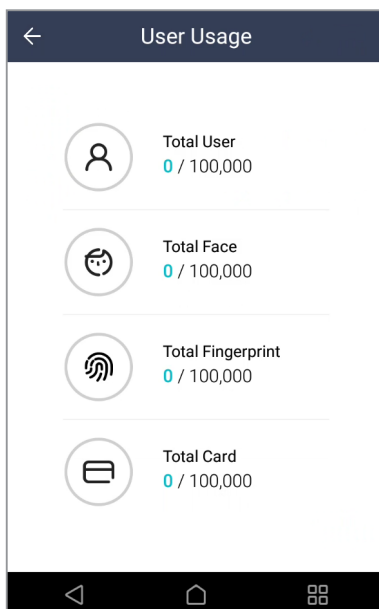 User Usage
Total User
0 / 100,000
Total Face
0 / 100,000
Total Fingerprint
0 / 100,000
Total Card
0 / 100,000